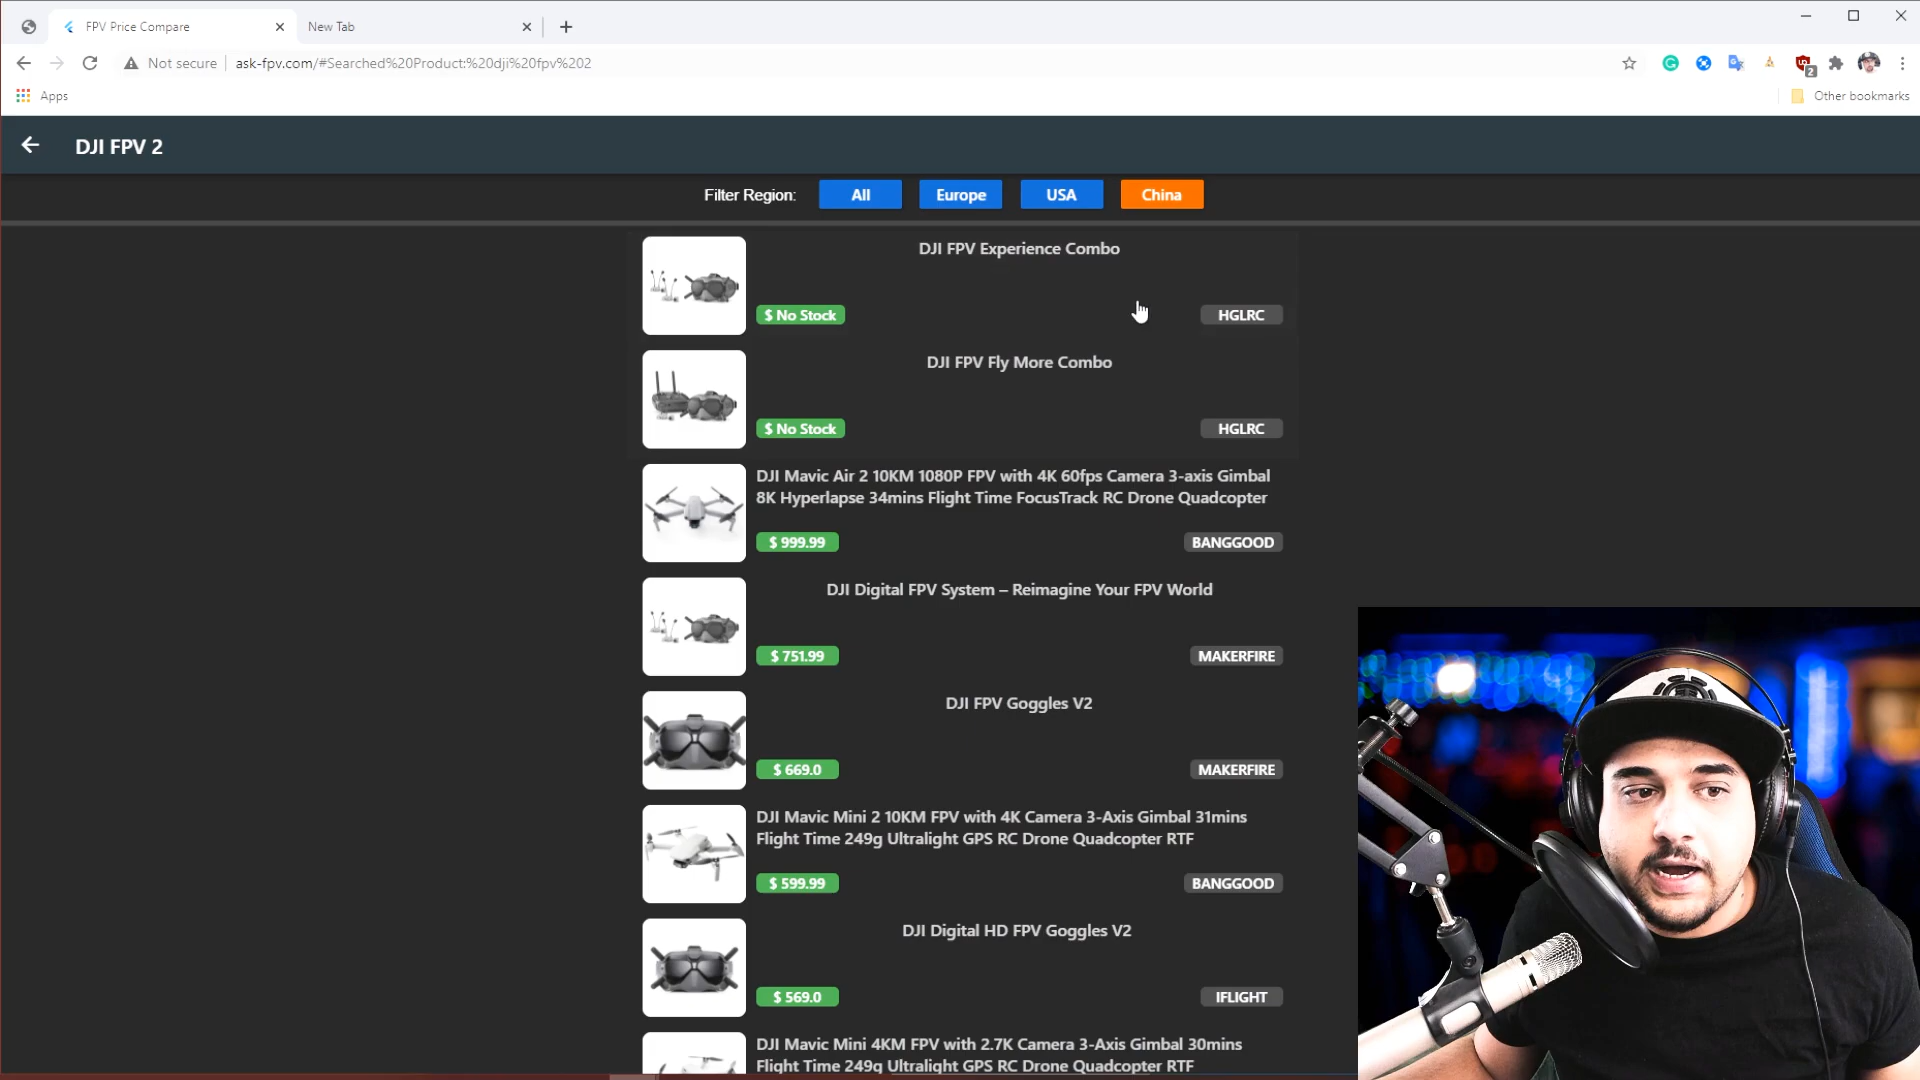 FPV Price Compare
New Tab
Not secure
ask-fpv.com/#Searched%20Product:%20dji%20fpv%202
2
Apps
Other bookmarks
DJI FPV 2
Filter Region:
All
Europe
USA
China
DJI FPV Experience Combo
$ No Stock
HGLRC
DJI FPV Fly More Combo
$ No Stock
HGLRC
DJI Mavic Air 2 10KM 1080P FPV with 4K 60fps Camera 3-axis Gimbal
8K Hyperlapse 34mins Flight Time FocusTrack RC Drone Quadcopter
$ 999.99
BANGGOOD
DJI Digital FPV System – Reimagine Your FPV World
$ 751.99
MAKERFIRE
DJI FPV Goggles V2
$ 669.0
MAKERFIRE
DJI Mavic Mini 2 10KM FPV with 4K Camera 3-Axis Gimbal 31mins
Flight Time 249g Ultralight GPS RC Drone Quadcopter RTF
$ 599.99
BANGGOOD
DJI Digital HD FPV Goggles V2
$ 569.0
IFLIGHT
DJI Mavic Mini 4KM FPV with 2.7K Camera 3-Axis Gimbal 30mins
Flight Time 249g Ultralight GPS RC Drone Quadcopter RTF